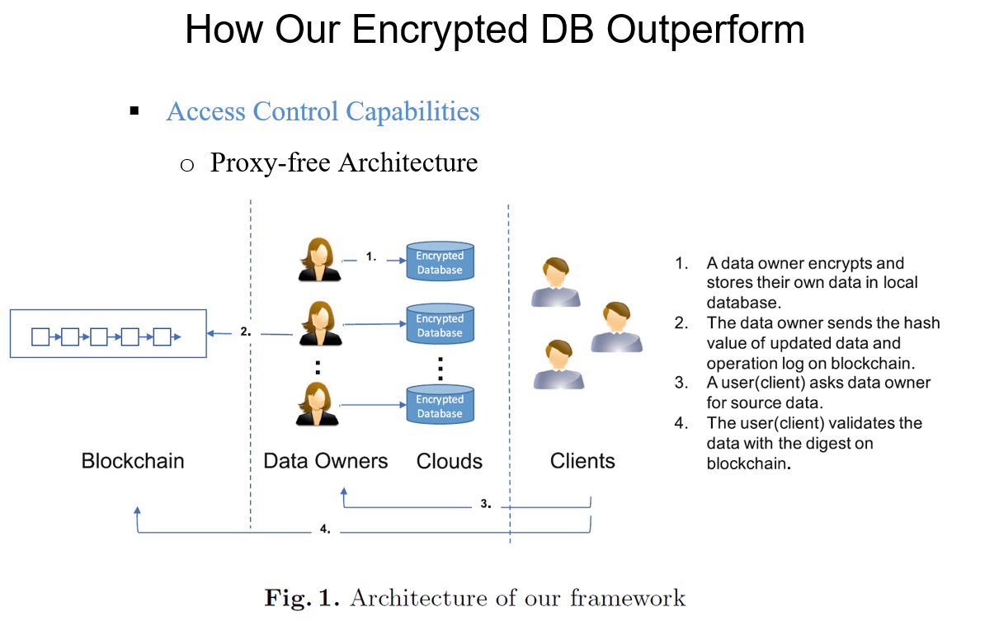 How Our Encrypted DB Outperform
▪ Access Control Capabilities
o Proxy-free Architecture
1.
Encrypted
Database
2.
Encrypted
Database
Encrypted
Database
Blockchain
Data Owners
Clouds
Clients
3.
4.
1. A data owner encrypts and
stores their own data in local
database.
2. The data owner sends the hash
value of updated data and
operation log on blockchain.
3. A user(client) asks data owner
for source data.
4. The user(client) validates the
data with the digest on
blockchain.
Fig. 1. Architecture of our framework